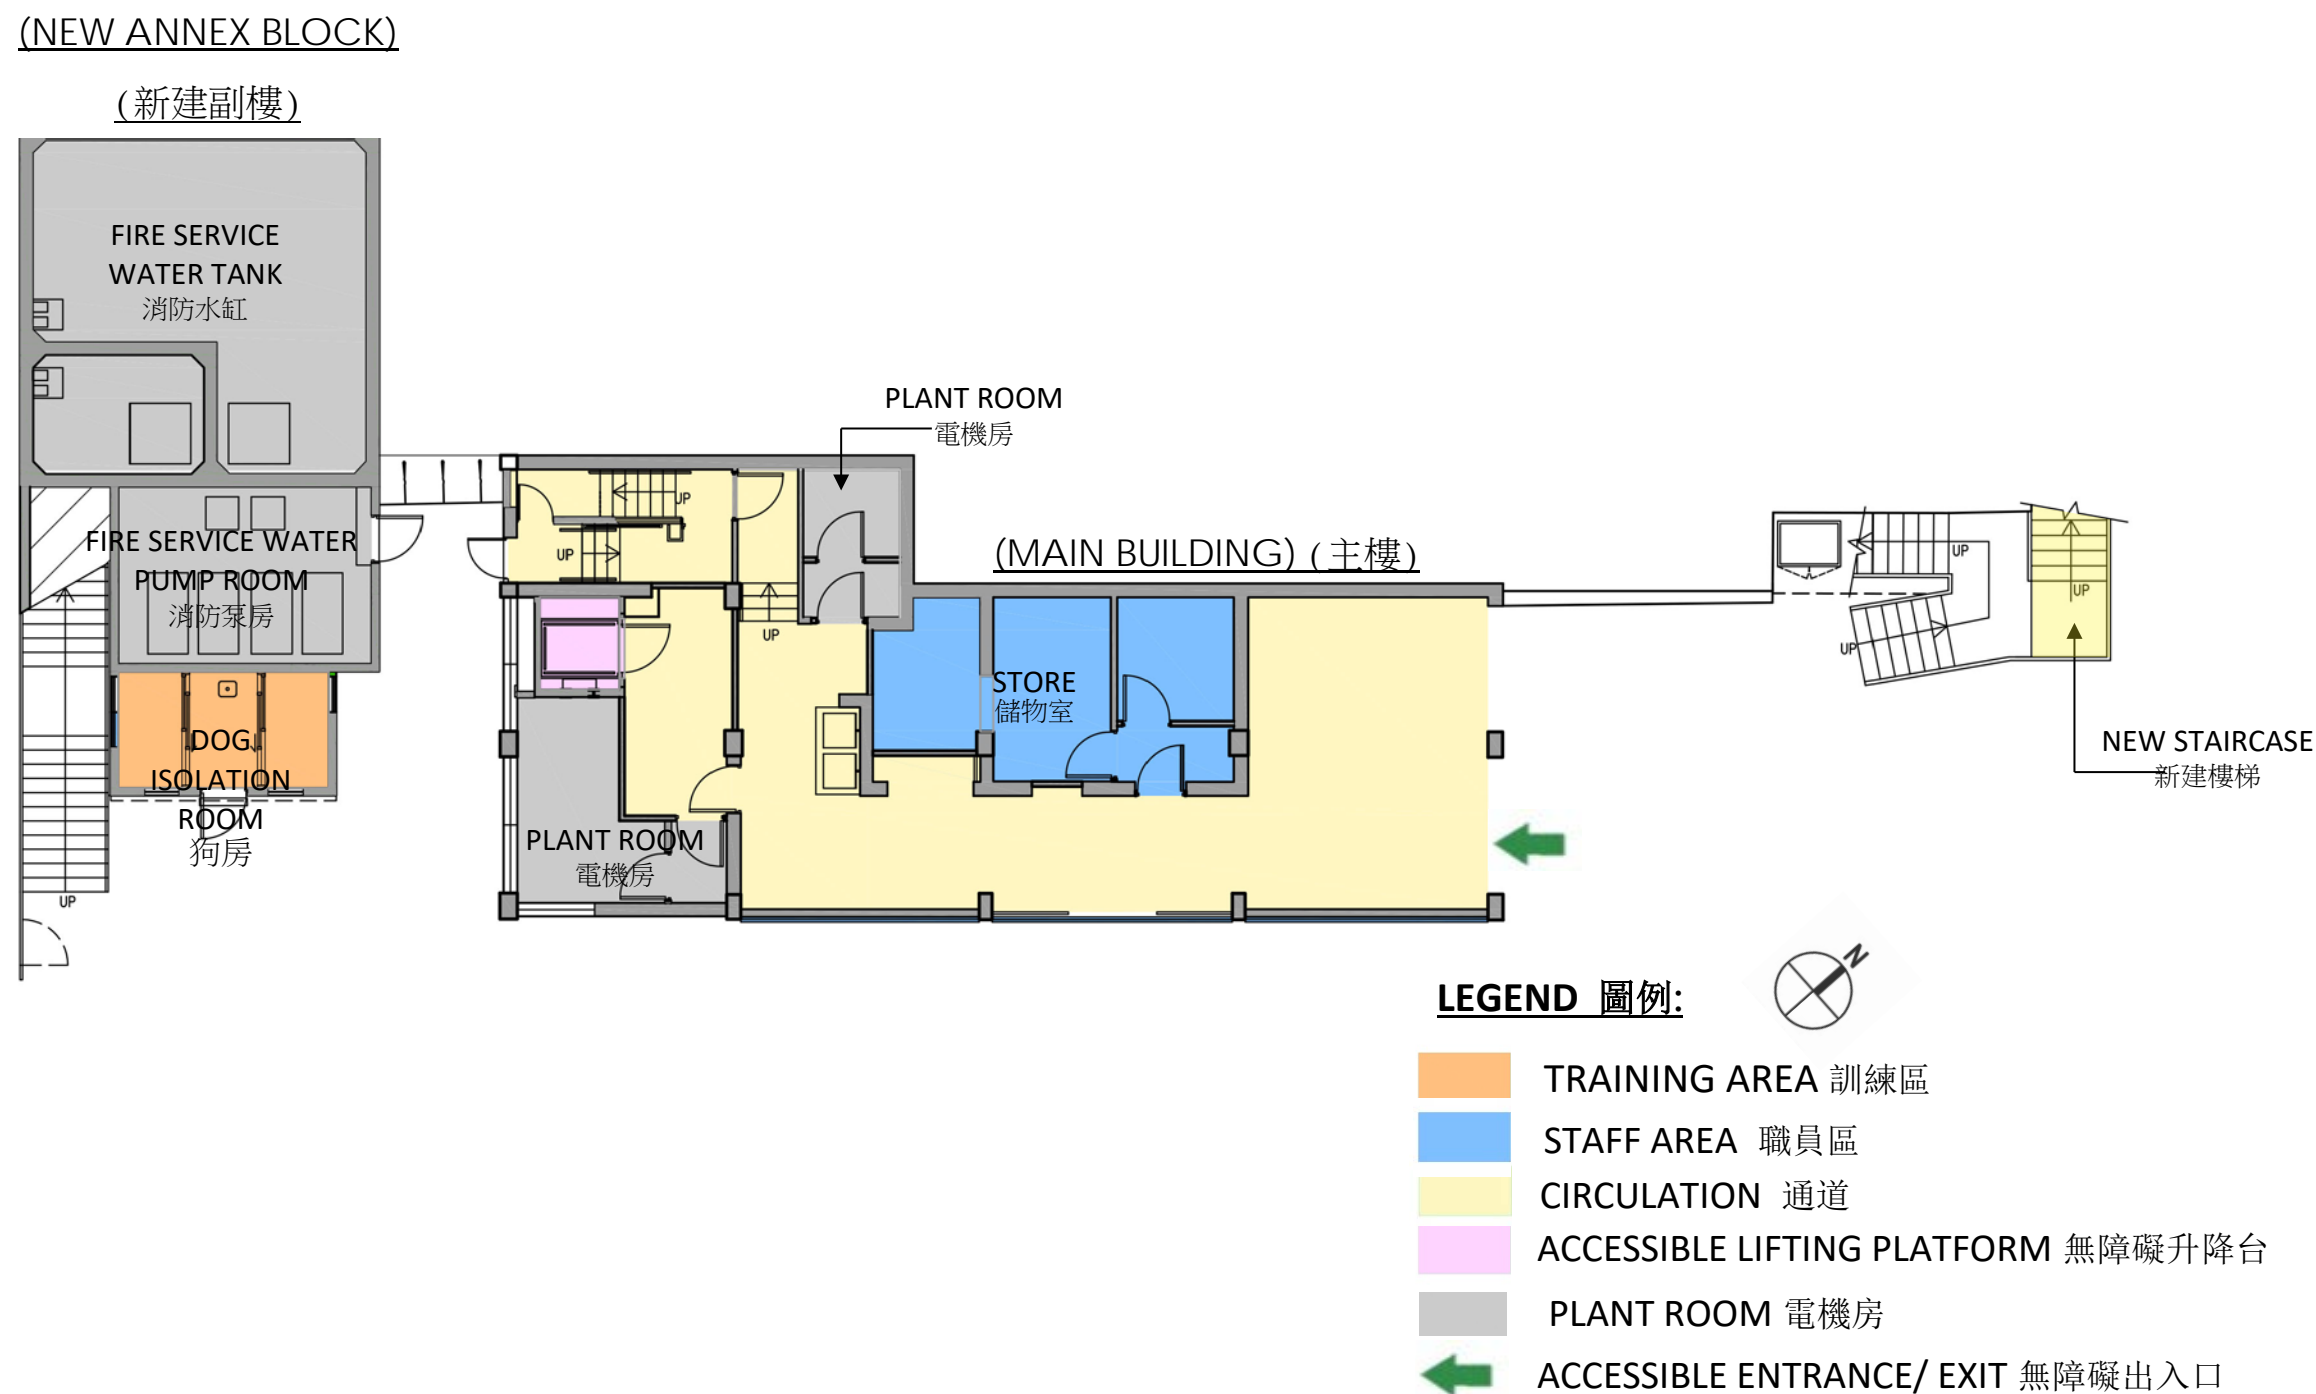 (NEW ANNEX BLOCK)
(新建副樓)
FIRE SERVICE
WATER TANK
消防水缸
PLANT ROOM
電機房
UP
UP
FIRE SERVICE WATER
PUMP ROOM
消防泵房
(MAIN BUILDING) (主樓)
UP
UP
UP
UP
STORE
儲物室
DOG
ISOLATION
ROOM
狗房
NEW STAIRCASE
新建樓梯
PLANT ROOM
電機房
UP
N
LEGEND 圖例:
TRAINING AREA 訓練區
STAFF AREA 職員區
CIRCULATION 通道
ACCESSIBLE LIFTING PLATFORM 無障礙升降台
PLANT ROOM 電機房
ACCESSIBLE ENTRANCE/ EXIT 無障礙出入口